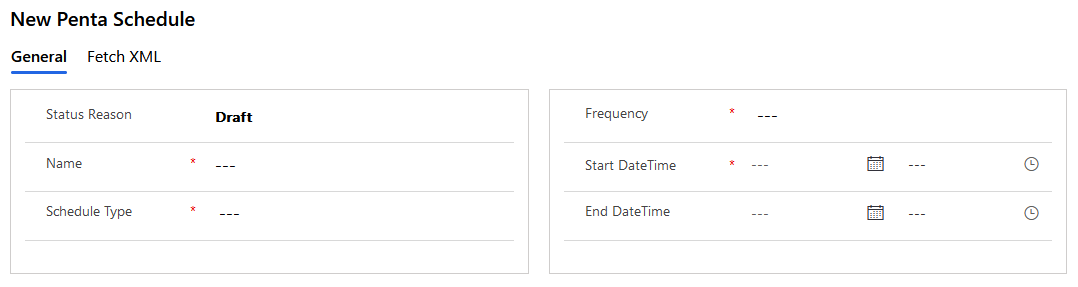 New Penta Schedule
General Fetch XML
Status Reason Draft
Name * ---
Schedule Type * ---
Frequency * ---
Start DateTime * --- ---
End DateTime --- ---